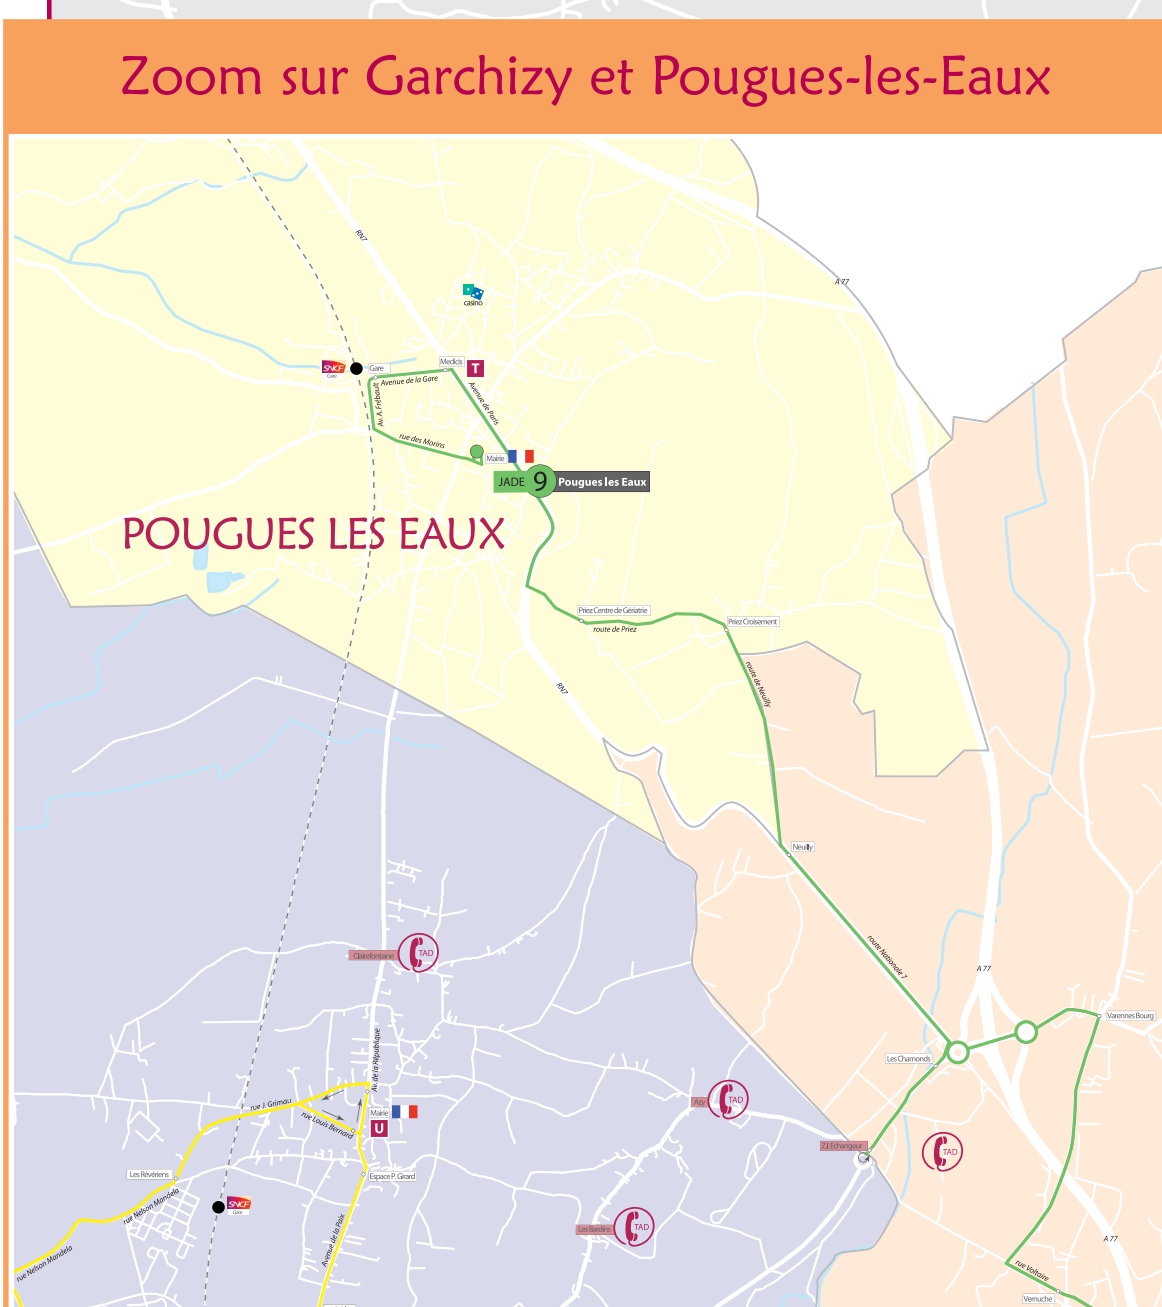 Zoom sur Garchizy et Pougues-les-Eaux
RN7
A 77
casino
SNCF
Gare
Gare
Medicis
T
Avenue de la Gare
Av. A. Frébault
Avenue de Paris
rue des Morins
Mairie
JADE 9 Pougues les Eaux
POUGUES LES EAUX
Priez Centre de Gériatrie
route de Priez
Priez Croisement
route de Neuilly
RN7
Neuilly
route Nationale 7
Clairefontaine
TAD
A 77
Varennes Bourg
Les Chamonds
Av. de la République
rue J. Grimau
rue Louis Bernard
Mairie
U
Azy
TAD
Z.I. Echangeur
TAD
Les Révériens
Espace P. Girard
rue Nelson Mandela
SNCF
Gare
Avenue de la Paix
Les Bardins
TAD
A 77
rue Nelson Mandela
rue Voltaire
Vernuche